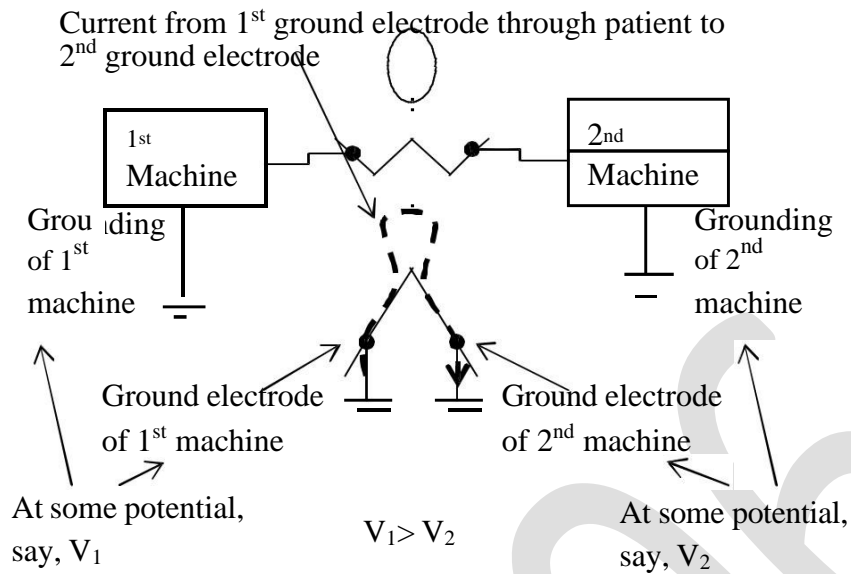 Current from 1st ground electrode through patient to
2nd ground electrode
1st
Machine
2nd
Machine
Grou nding
of 1st
machine
Grounding
of 2nd
machine
Ground electrode
of 1st machine
Ground electrode
of 2nd machine
At some potential,
say, V1
V1> V2
At some potential,
say, V2